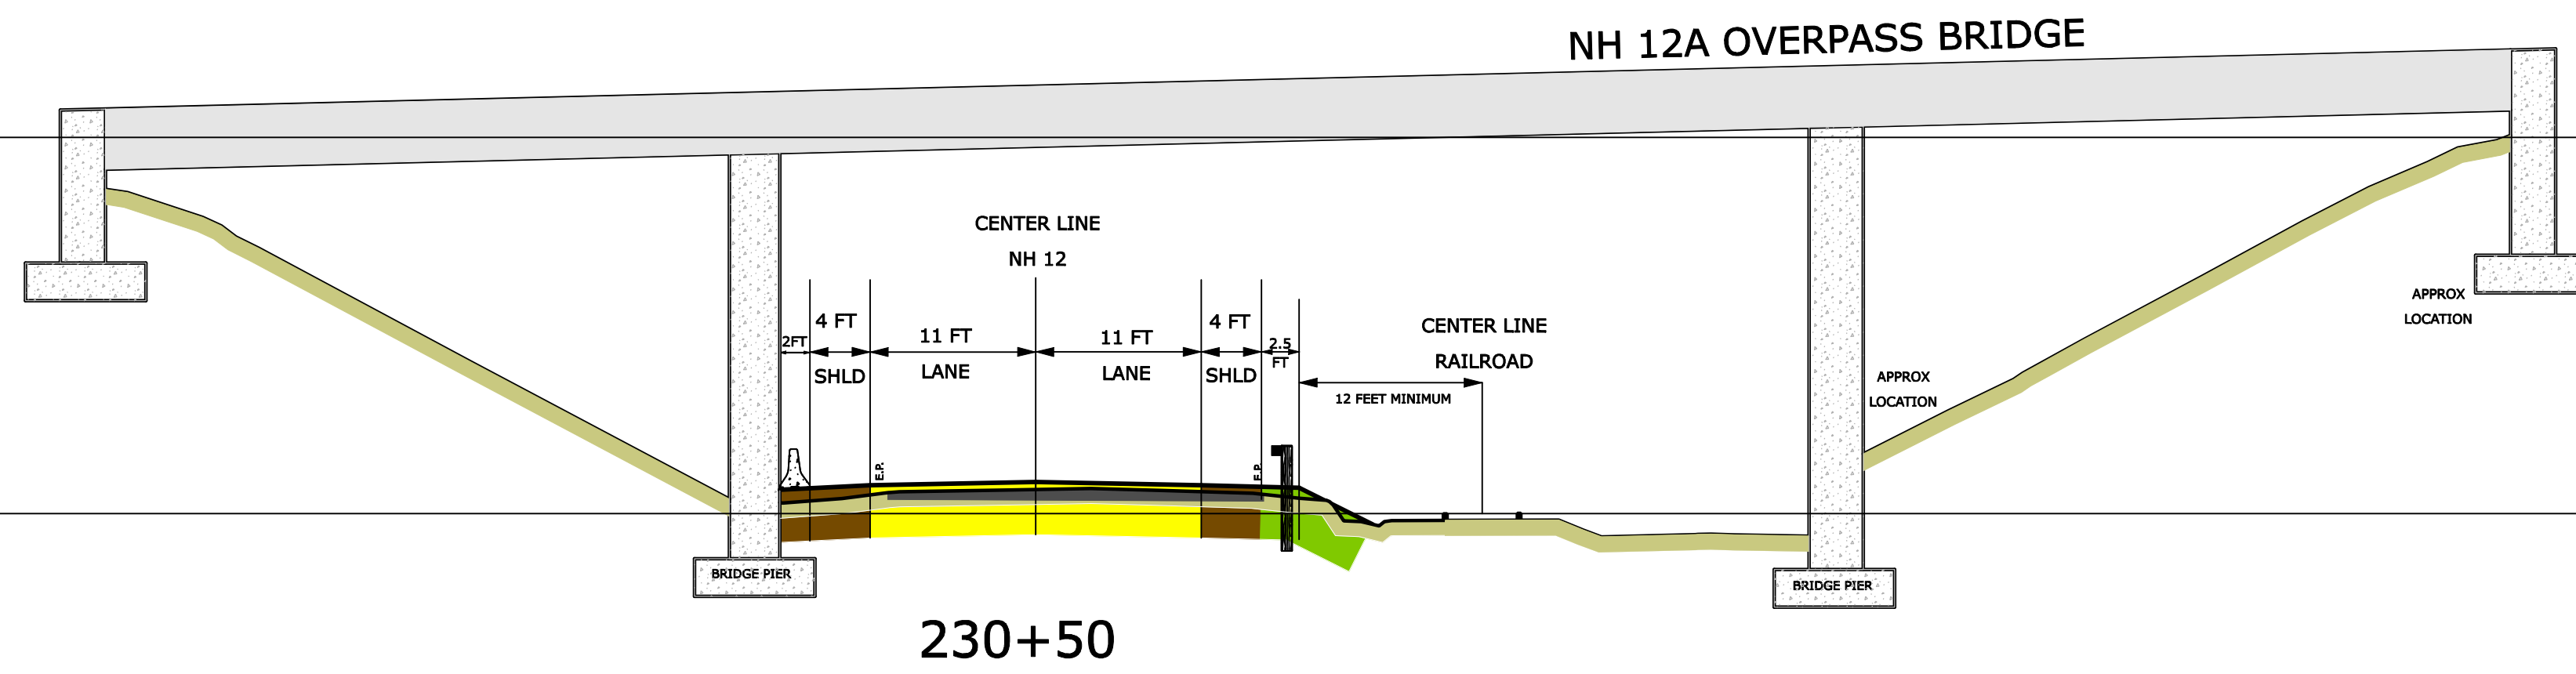 NH 12A OVERPASS BRIDGE
CENTER LINE
NH 12
2FT
4 FT
SHLD
11 FT
LANE
11 FT
LANE
4 FT
SHLD
2.5
FT
CENTER LINE
RAILROAD
12 FEET MINIMUM
APPROX
LOCATION
APPROX
LOCATION
E.P.
E.P.
BRIDGE PIER
BRIDGE PIER
230+50